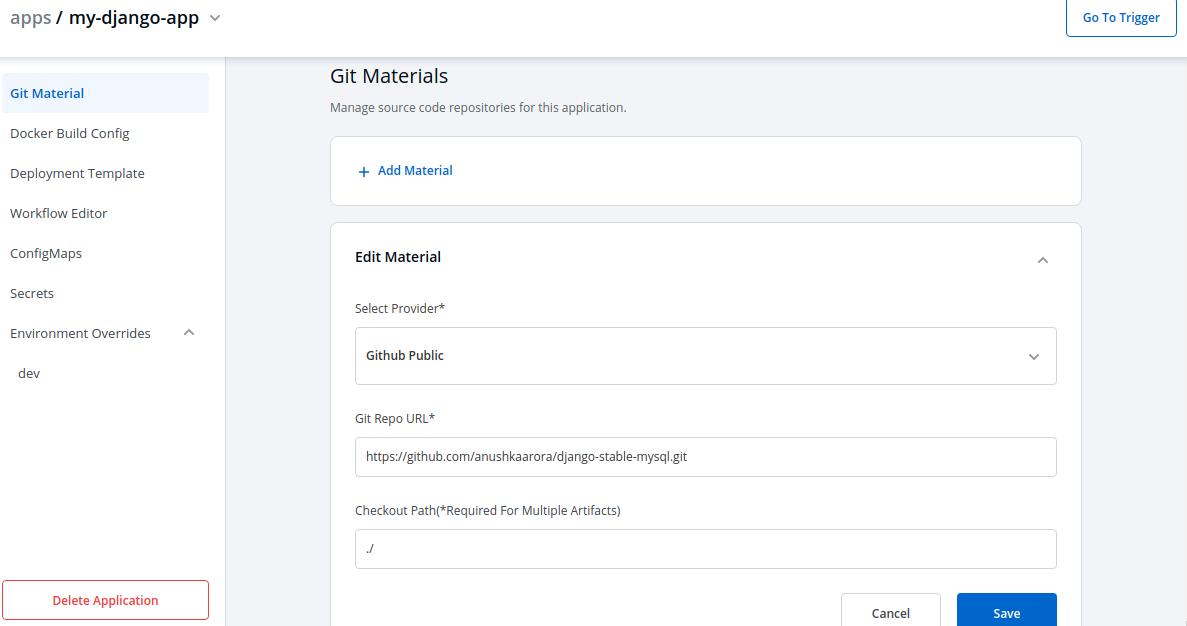 apps / my-django-app
Go To Trigger
Git Material
Docker Build Config
Deployment Template
Workflow Editor
ConfigMaps
Secrets
Environment Overrides
dev
Delete Application
Git Materials
Manage source code repositories for this application.
+ Add Material
Edit Material
Select Provider*
Github Public
Git Repo URL*
https://github.com/anushkaarora/django-stable-mysql.git
Checkout Path(*Required For Multiple Artifacts)
./
Cancel
Save